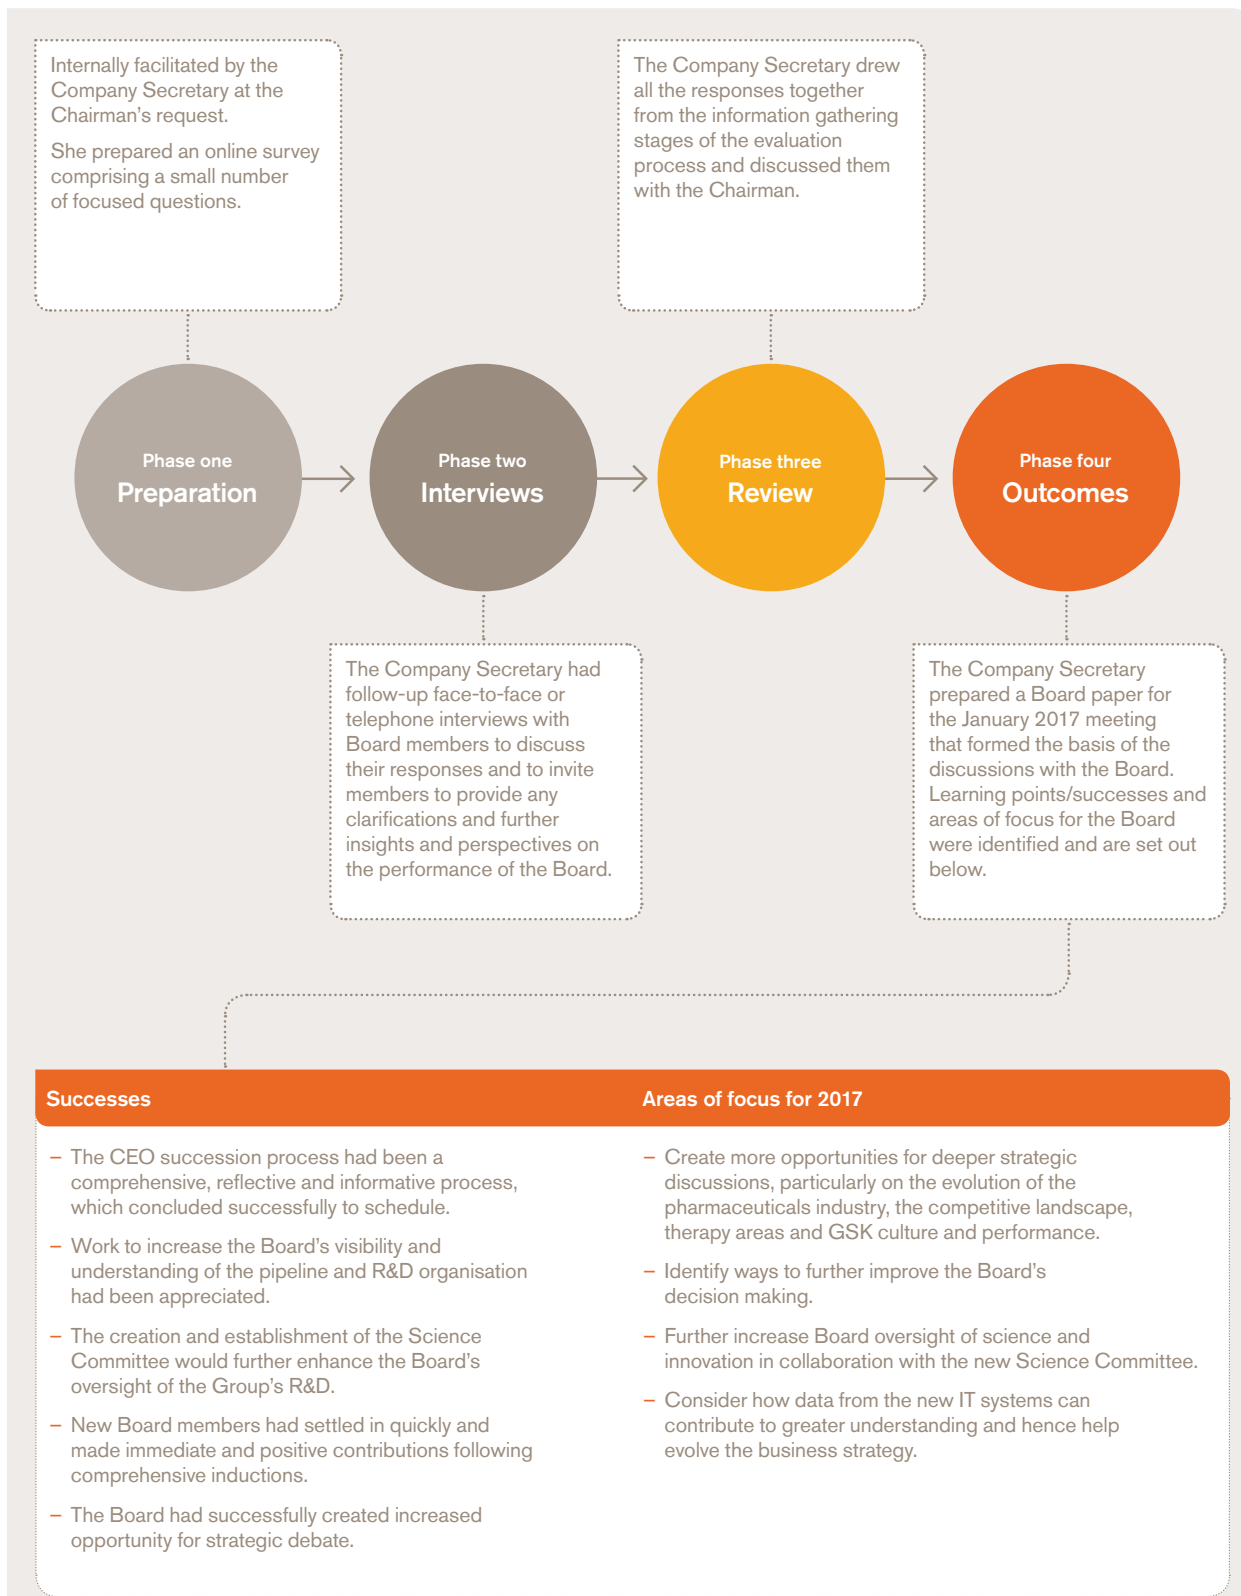 Internally facilitated by the
Company Secretary at the
Chairman's request.
She prepared an online survey
comprising a small number
of focused questions.
The Company Secretary drew
all the responses together
from the information gathering
stages of the evaluation
process and discussed them
with the Chairman.
Phase one
Preparation
Phase two
Interviews
Phase three
Review
Phase four
Outcomes
The Company Secretary had
follow-up face-to-face or
telephone interviews with
Board members to discuss
their responses and to invite
members to provide any
clarifications and further
insights and perspectives on
the performance of the Board.
The Company Secretary
prepared a Board paper for
the January 2017 meeting
that formed the basis of the
discussions with the Board.
Learning points/successes and
areas of focus for the Board
were identified and are set out
below.
Successes
– The CEO succession process had been a
comprehensive, reflective and informative process,
which concluded successfully to schedule.
– Work to increase the Board's visibility and
understanding of the pipeline and R&D organisation
had been appreciated.
– The creation and establishment of the Science
Committee would further enhance the Board's
oversight of the Group's R&D.
– New Board members had settled in quickly and
made immediate and positive contributions following
comprehensive inductions.
– The Board had successfully created increased
opportunity for strategic debate.
Areas of focus for 2017
– Create more opportunities for deeper strategic
discussions, particularly on the evolution of the
pharmaceuticals industry, the competitive landscape,
therapy areas and GSK culture and performance.
– Identify ways to further improve the Board's
decision making.
– Further increase Board oversight of science and
innovation in collaboration with the new Science Committee.
– Consider how data from the new IT systems can
contribute to greater understanding and hence help
evolve the business strategy.